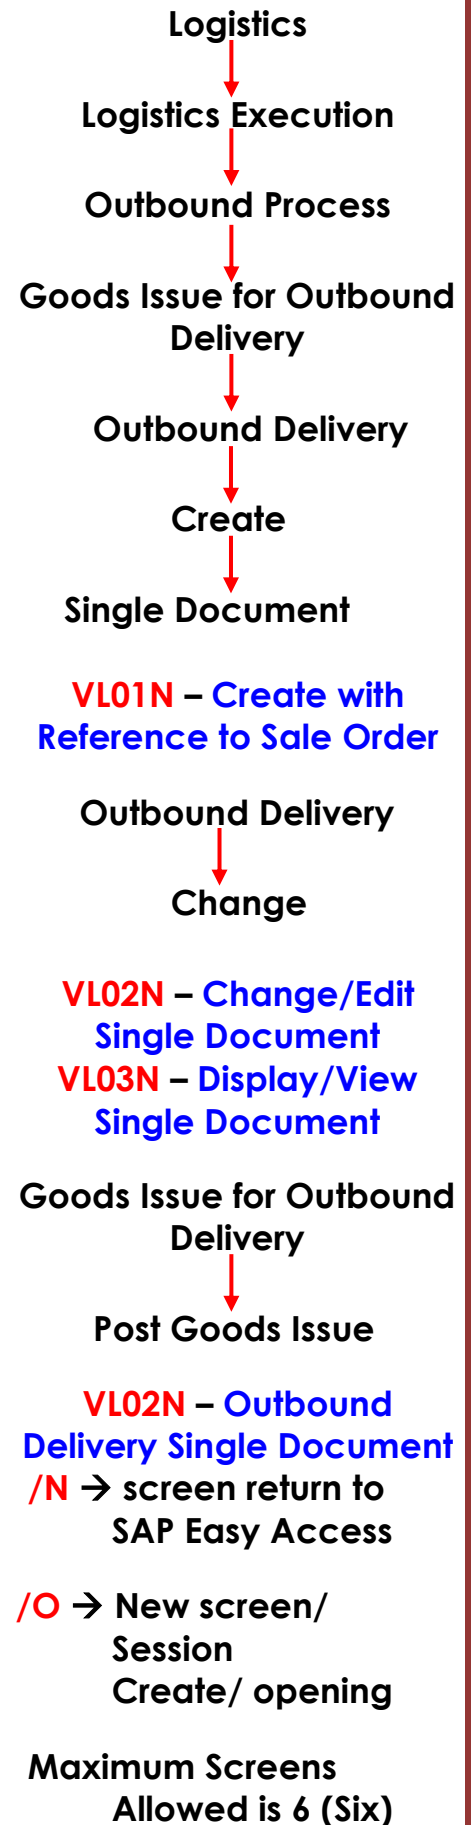 Logistics
Logistics Execution
Outbound Process
Goods Issue for Outbound
Delivery
Outbound Delivery
Create
Single Document
VL01N – Create with
Reference to Sale Order
Outbound Delivery
Change
VL02N – Change/Edit
Single Document
VL03N – Display/View
Single Document
Goods Issue for Outbound
Delivery
Post Goods Issue
VL02N – Outbound
Delivery Single Document
/N → screen return to
SAP Easy Access
/O → New screen/
Session
Create/ opening
Maximum Screens
Allowed is 6 (Six)